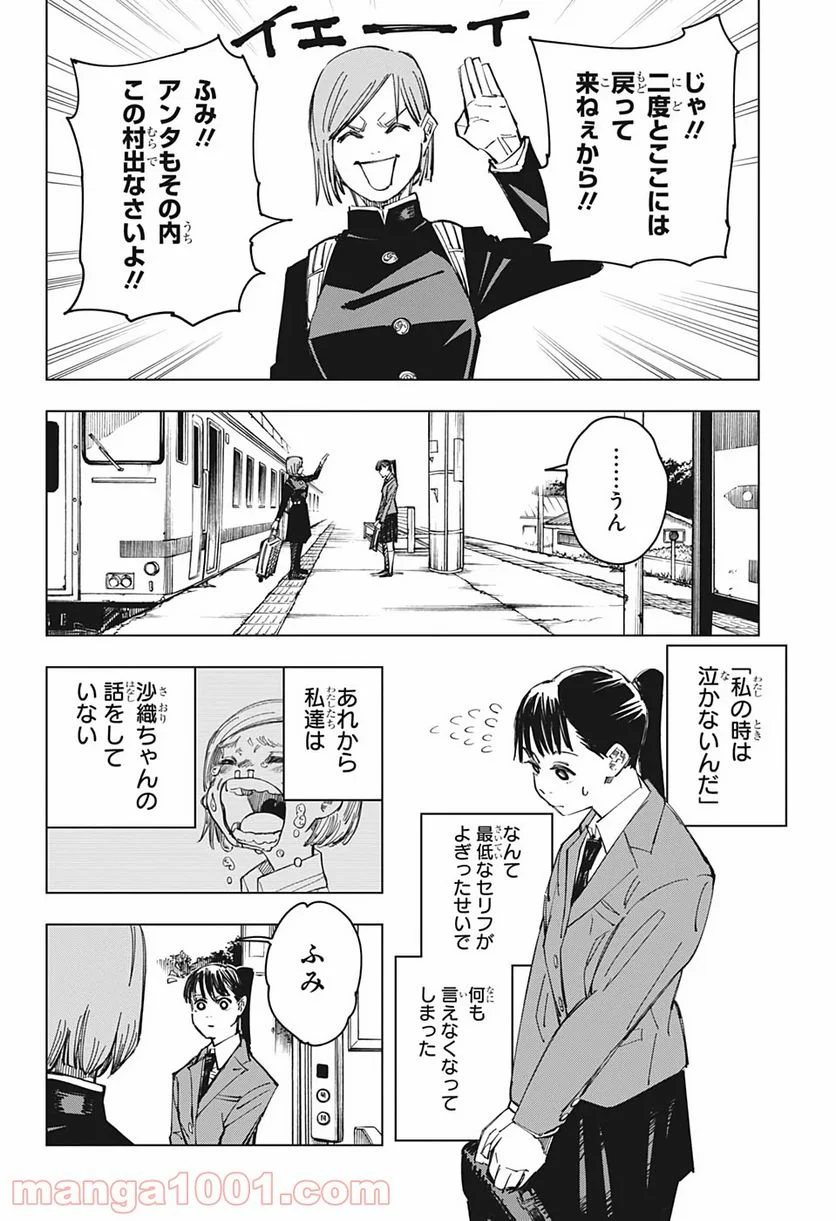 イェーイ
じゃ!!
二度とここには
戻って
来ねぇから!!
ふみ!!
アンタもその内
この村出なさいよ!!
……うん
「私の時は
泣かないんだ」
なんて
最低なセリフが
よぎったせいで
何も
言えなくなって
しまった
あれから
私達は
沙織ちゃんの
話をして
いない
ふみ
manga1001.com